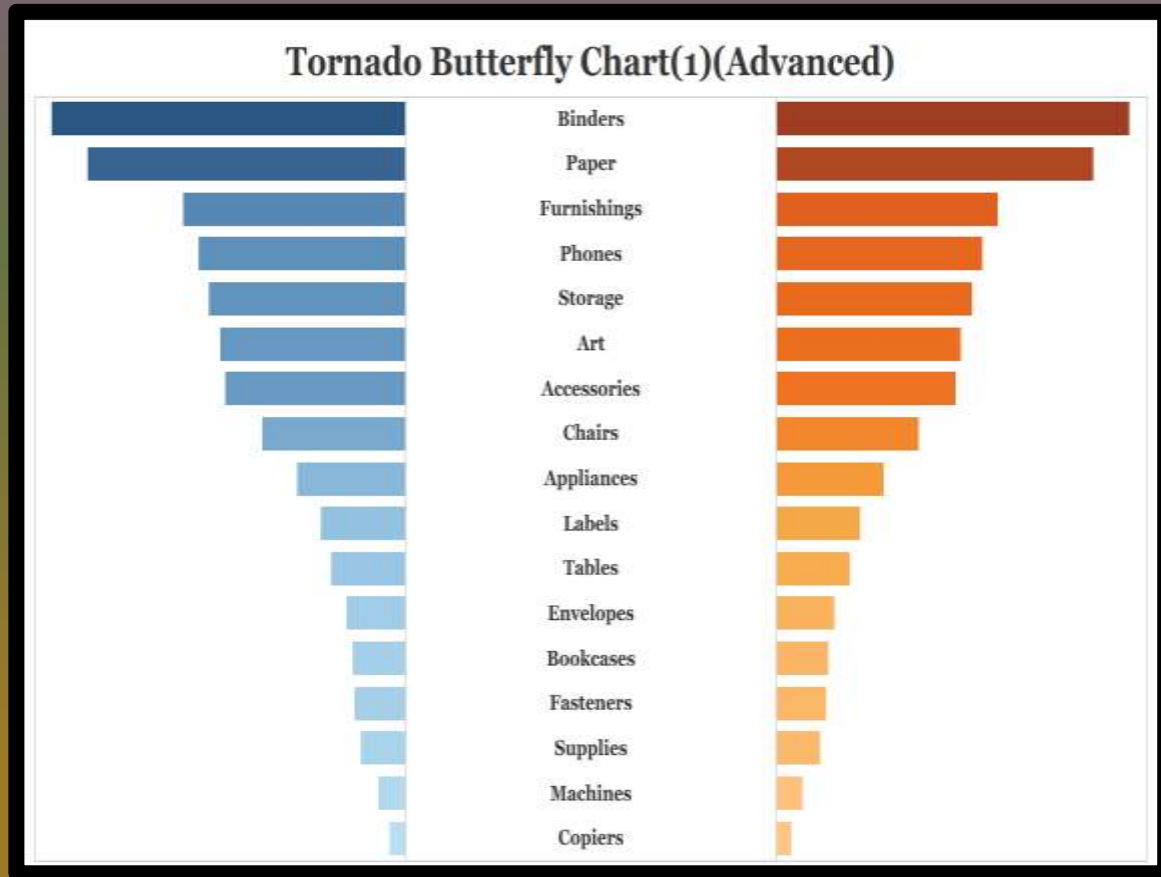 Tornado Butterfly Chart(1)(Advanced)
Binders
Paper
Furnishings
Phones
Storage
Art
Accessories
Chairs
Appliances
Labels
Tables
Envelopes
Bookcases
Fasteners
Supplies
Machines
Copiers